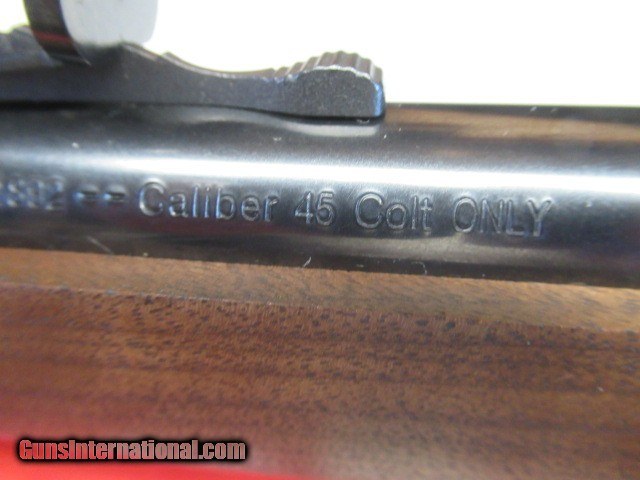 -- Caliber 45 Colt ONLY
GunsInternational.com